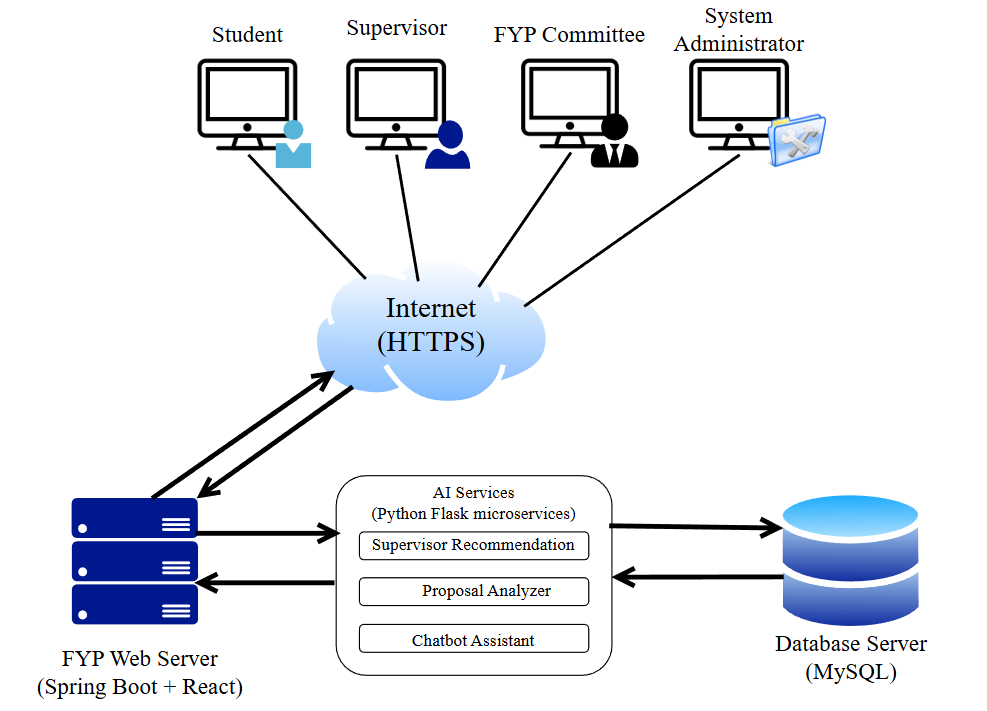 Student
Supervisor
FYP Committee
System
Administrator
Internet
(HTTPS)
AI Services
(Python Flask microservices)
Supervisor Recommendation
Proposal Analyzer
Chatbot Assistant
FYP Web Server
(Spring Boot + React)
Database Server
(MySQL)